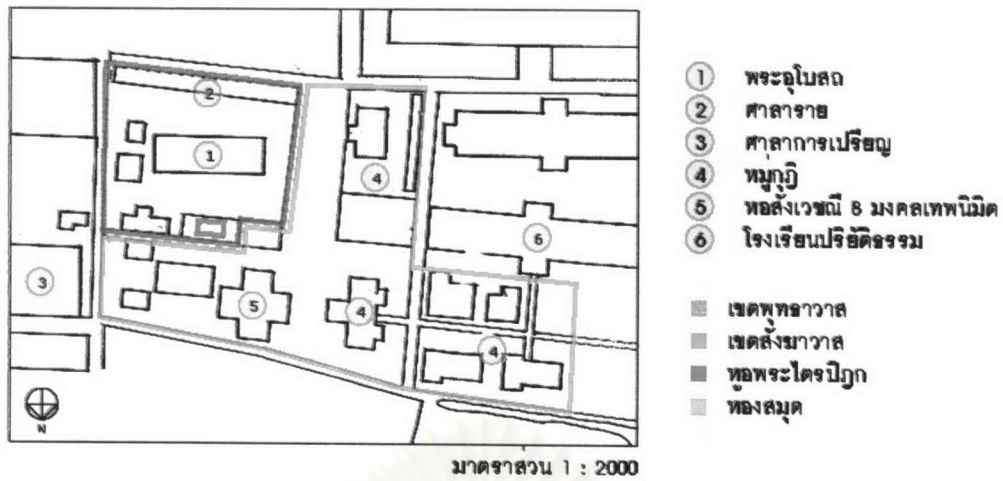 2
1
4
6
3
5
4
4
N
มาตราส่วน 1 : 2000
1 พระอุโบสถ
2 ศาลาราย
3 ศาลาการเปรียญ
4 หมู่กุฏิ
5 หอสังเวชณี 8 มงคลเทพนิมิต
6 โรงเรียนปริยัติธรรม
เขตพุทธาวาส
เขตสังฆาวาส
หอพระไตรปิฎก
ห้องสมุด